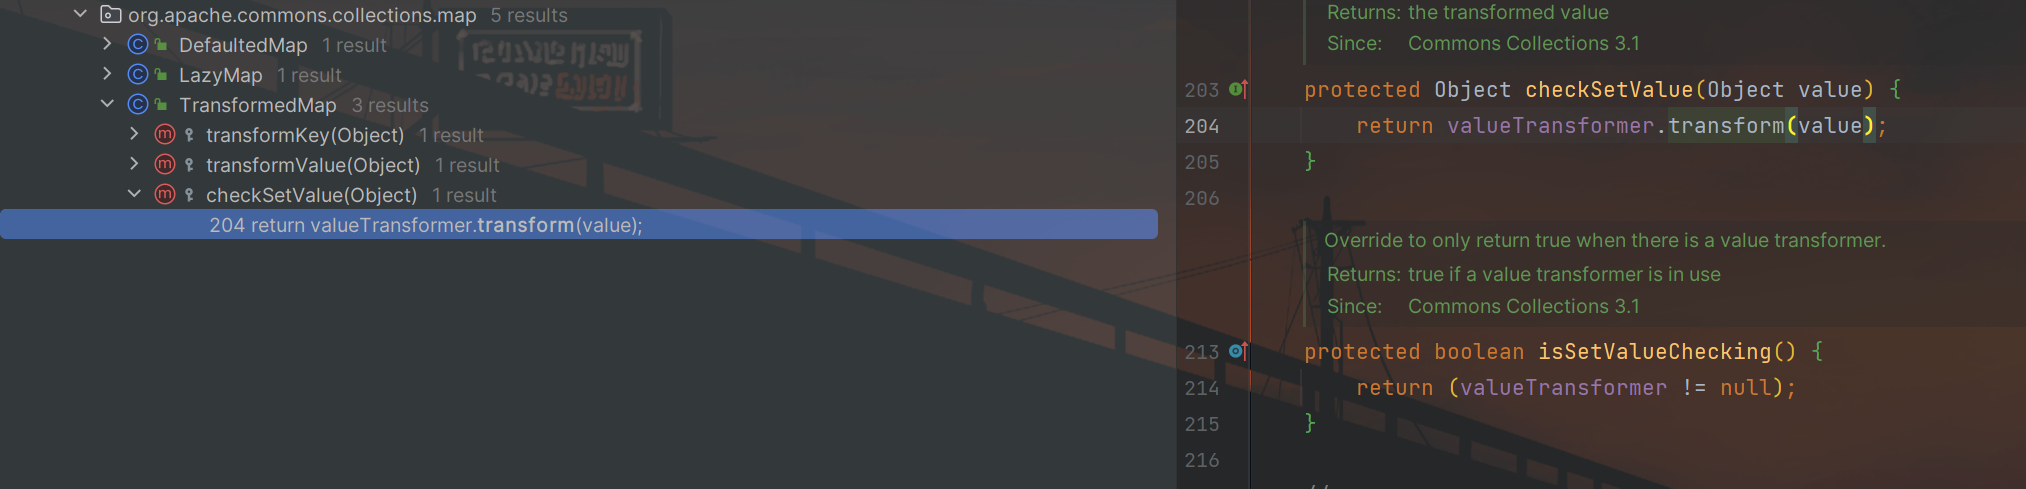 org.apache.commons.collections.map 5 results
DefaultedMap 1 result
LazyMap 1 result
TransformedMap 3 results
transformKey(Object) 1 result
transformValue(Object) 1 result
checkSetValue(Object) 1 result
204 return valueTransformer.transform(value);
Returns: the transformed value
Since: Commons Collections 3.1
203 protected Object checkSetValue(Object value) {
204 return valueTransformer.transform(value);
205 }
206
Override to only return true when there is a value transformer.
Returns: true if a value transformer is in use
Since: Commons Collections 3.1
213 protected boolean isSetValueChecking() {
214 return (valueTransformer != null);
215 }
216